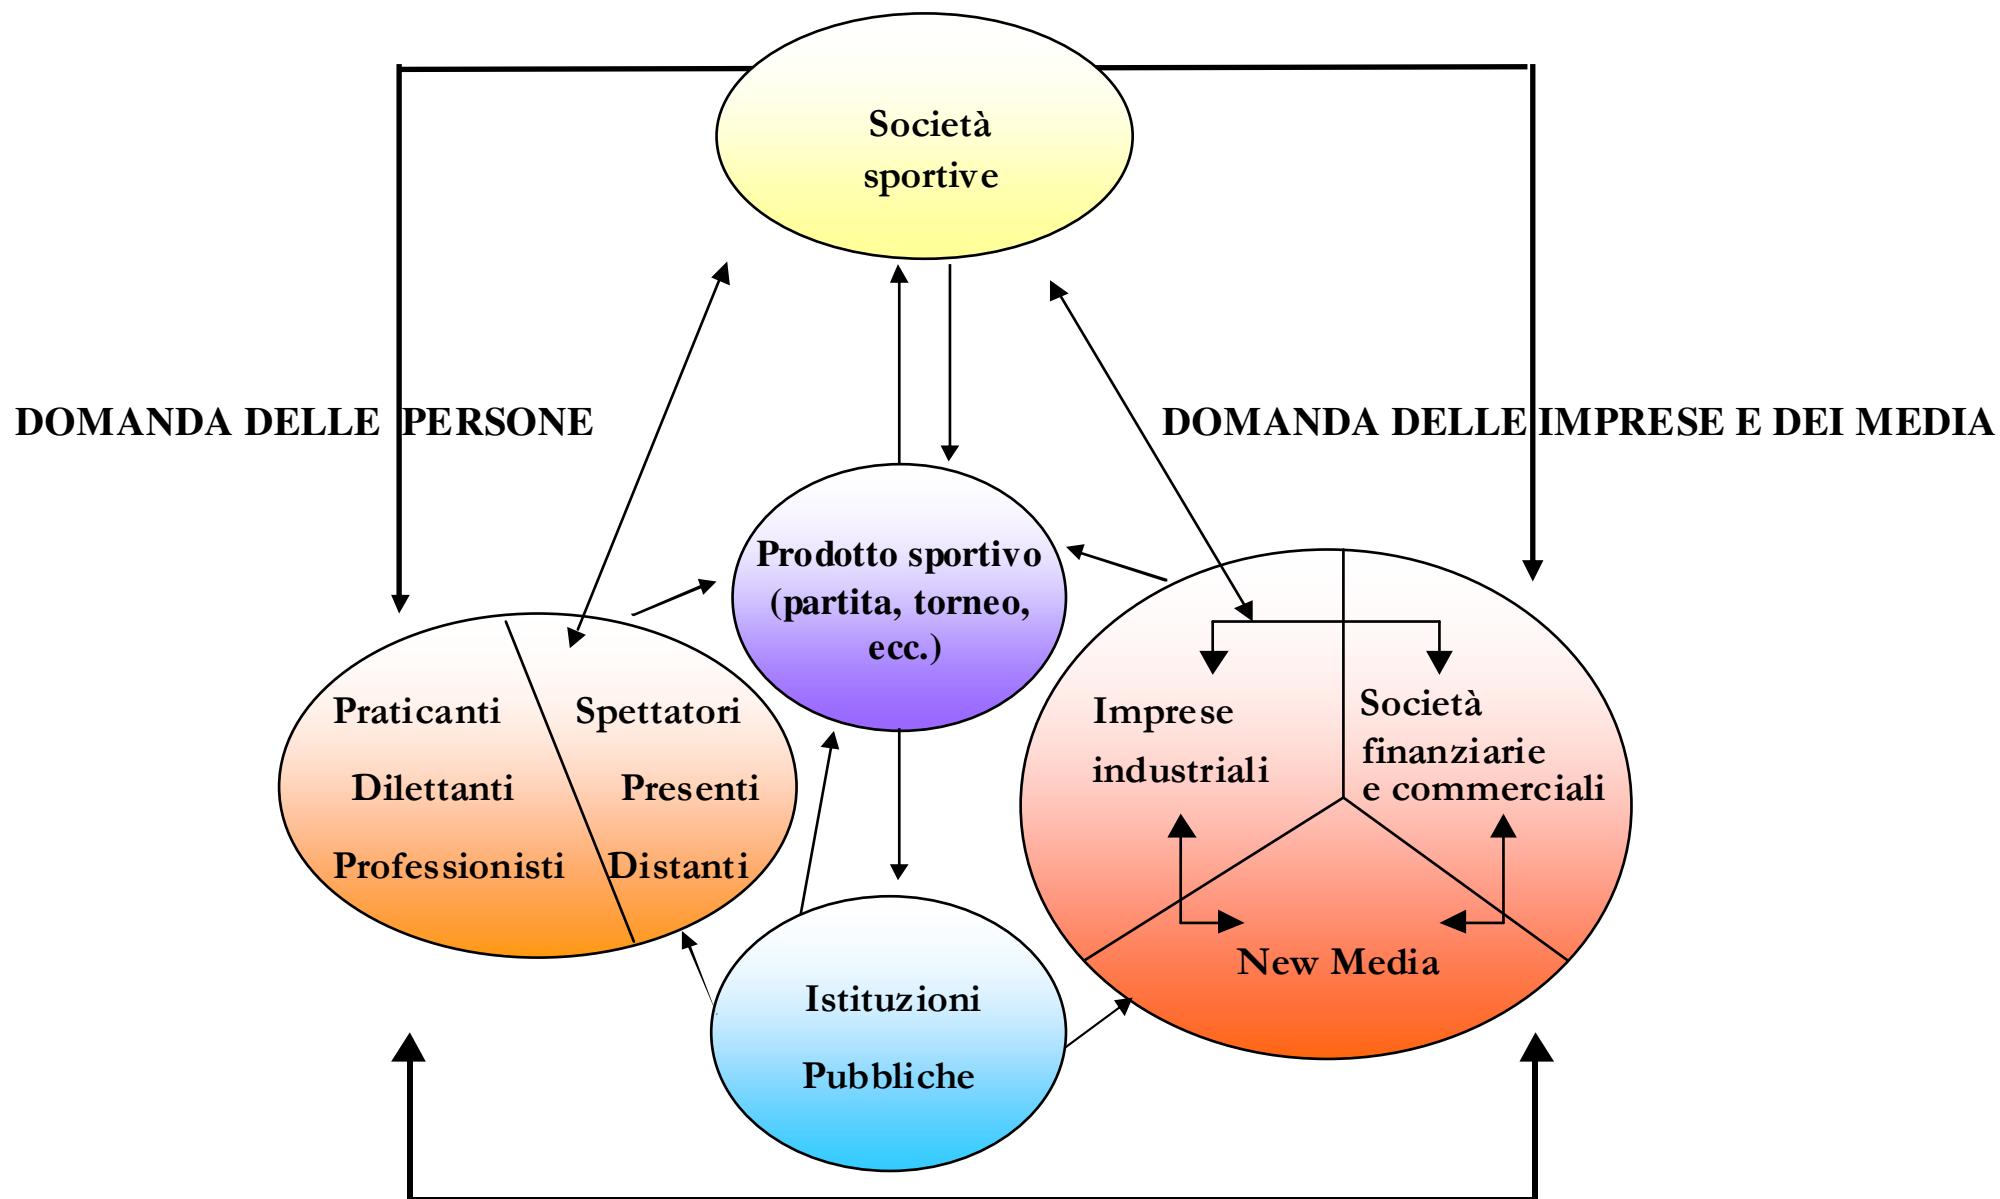 Società
sportive
DOMANDA DELLE PERSONE
DOMANDA DELLE IMPRESE E DEI MEDIA
Prodotto sportivo
(partita, torneo,
ecc.)
Praticanti
Dilettanti
Professionisti
Spettatori
Presenti
Distanti
Imprese
industriali
Società
finanziarie
e commerciali
New Media
Istituzioni
Pubbliche